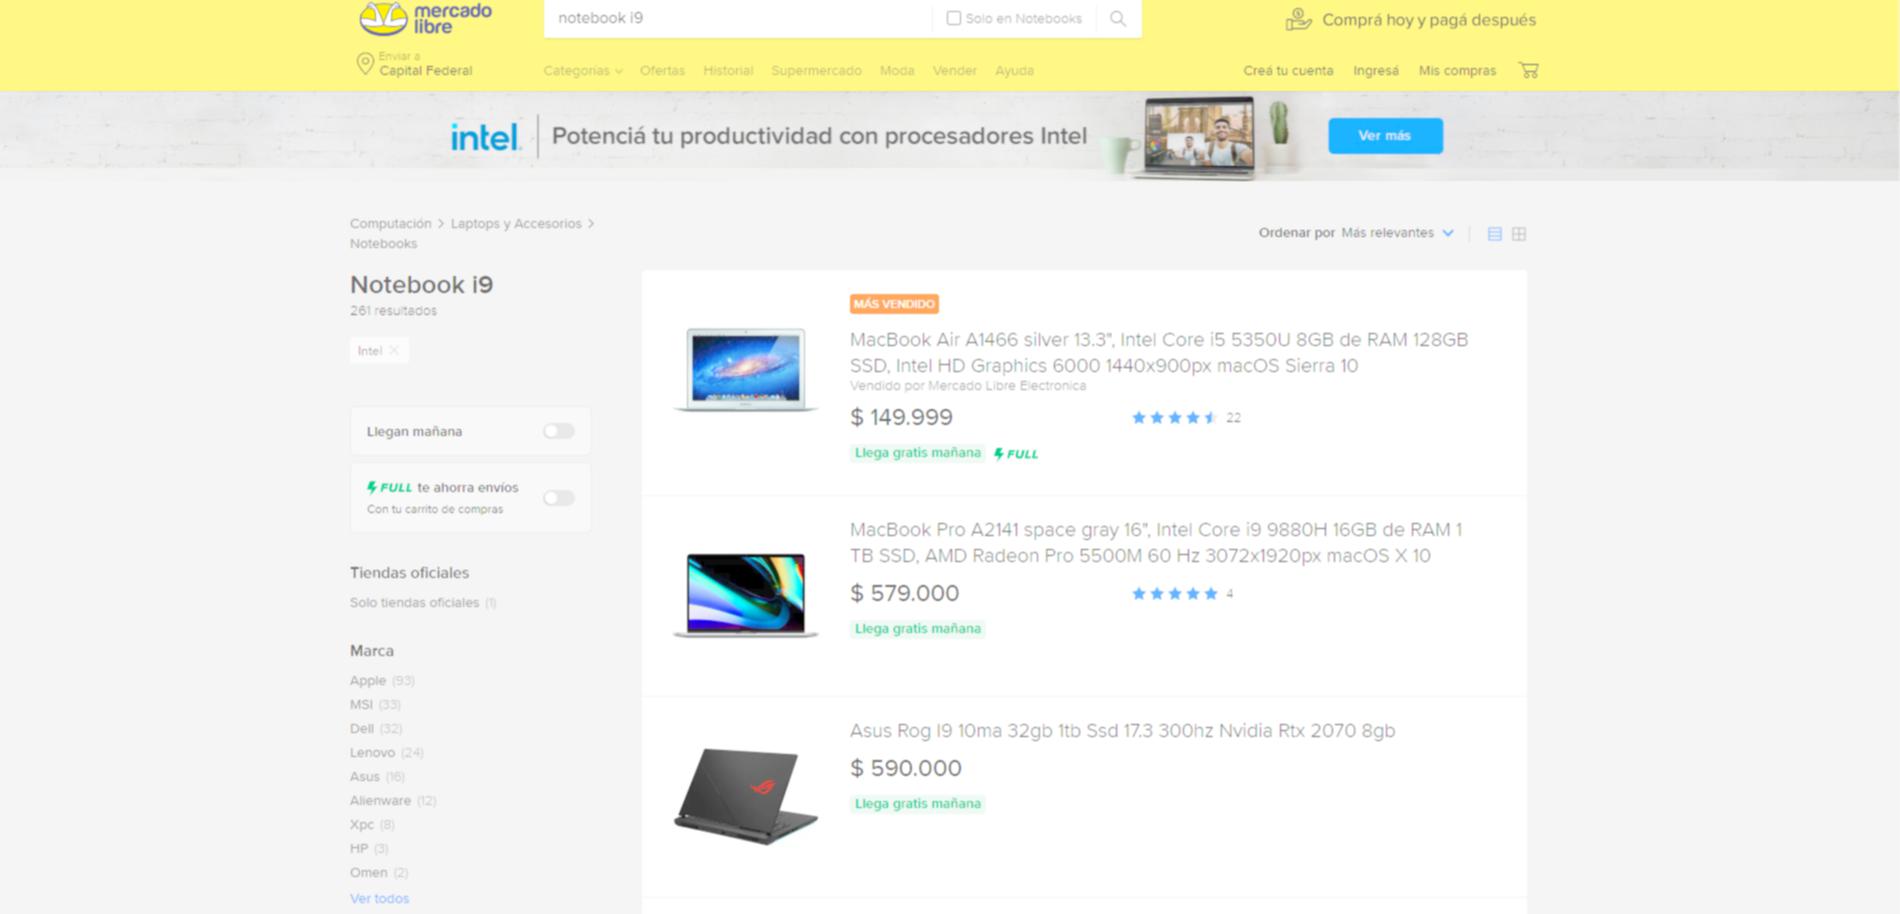 mercado
libre
notebook i9
Solo en Notebooks
Comprá hoy y pagá después
Enviar a
Capital Federal
Categorías
Ofertas
Historial
Supermercado
Moda
Vender
Ayuda
Creá tu cuenta
Ingresá
Mis compras
intel
Potenciá tu productividad con procesadores Intel
Ver más
Computación > Laptops y Accesorios >
Notebooks
Ordenar por Más relevantes
Notebook i9
261 resultados
Intel
Llegan mañana
FULL te ahorra envíos
Con tu carrito de compras
Tiendas oficiales
Solo tiendas oficiales (1)
Marca
Apple (93)
MSI (33)
Dell (32)
Lenovo (24)
Asus (16)
Alienware (12)
Xpc (8)
HP (3)
Omen (2)
Ver todos
MÁS VENDIDO
MacBook Air A1466 silver 13.3", Intel Core i5 5350U 8GB de RAM 128GB
SSD, Intel HD Graphics 6000 1440x900px macOS Sierra 10
Vendido por Mercado Libre Electronica
$ 149.999
22
Llega gratis mañana FULL
MacBook Pro A2141 space gray 16", Intel Core i9 9880H 16GB de RAM 1
TB SSD, AMD Radeon Pro 5500M 60 Hz 3072x1920px macOS X 10
$ 579.000
4
Llega gratis mañana
Asus Rog I9 10ma 32gb 1tb Ssd 17.3 300hz Nvidia Rtx 2070 8gb
$ 590.000
Llega gratis mañana